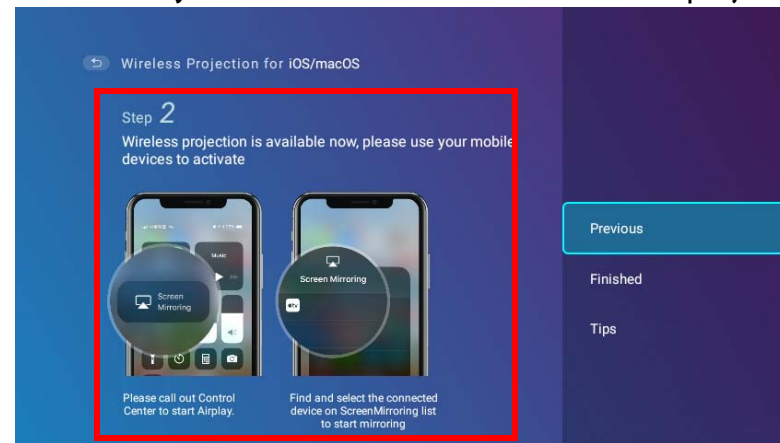 Wireless Projection for iOS/macOS
Step 2
Wireless projection is available now, please use your mobile
devices to activate
Music
Screen
Mirroring
Screen Mirroring
tv
Please call out Control
Center to start Airplay.
Find and select the connected
device on ScreenMirroring list
to start mirroring
Previous
Finished
Tips